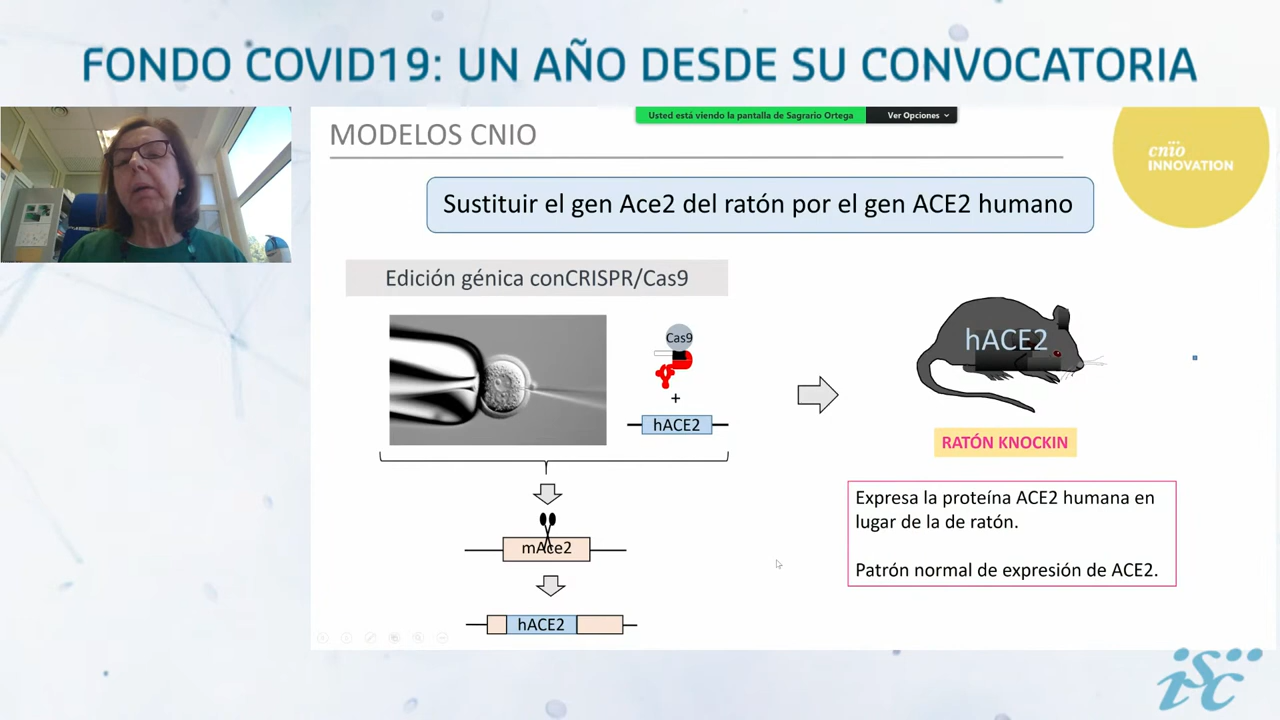 FONDO COVID19: UN AÑO DESDE SU CONVOCATORIA
Usted está viendo la pantalla de Sagrario Ortega
Ver Opciones
MODELOS CNIO
cnio
INNOVATION
Sustituir el gen Ace2 del ratón por el gen ACE2 humano
Edición génica conCRISPR/Cas9
Cas9
+
hACE2
hACE2
RATÓN KNOCKIN
mAce2
hACE2
Expresa la proteína ACE2 humana en
lugar de la de ratón.
Patrón normal de expresión de ACE2.
isc